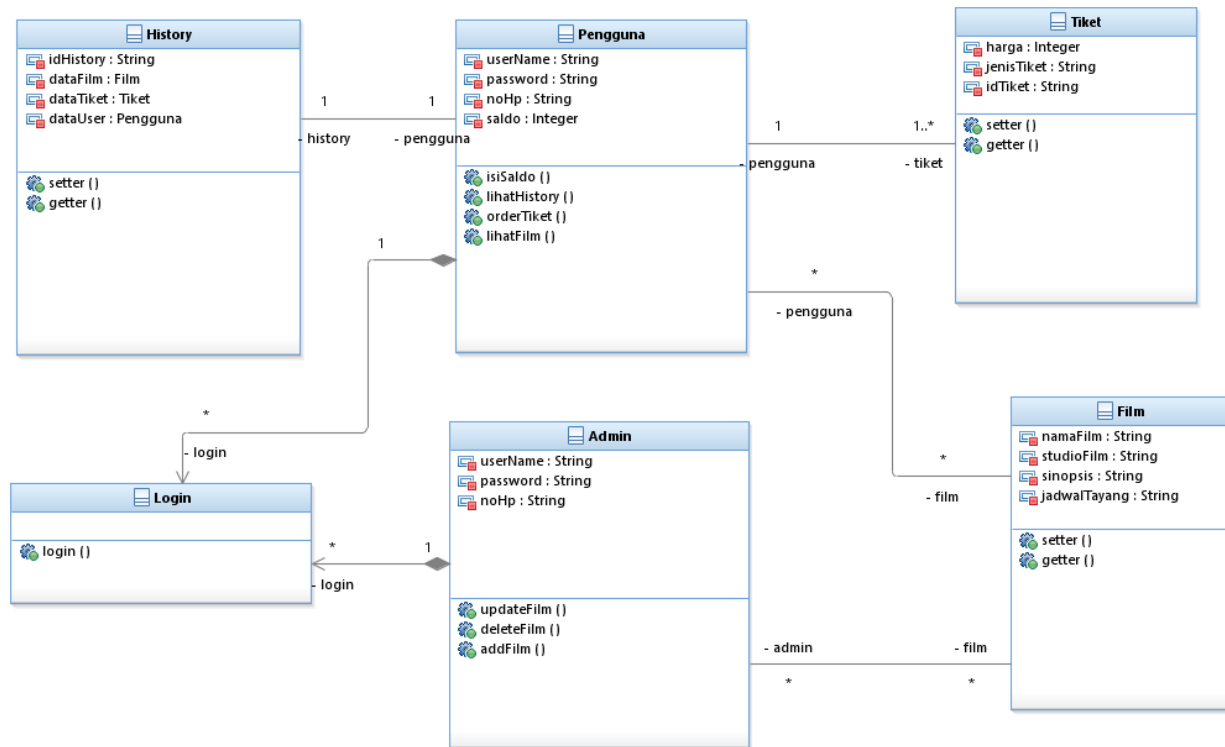 History
idHistory : String
dataFilm : Film
dataTiket : Tiket
dataUser : Pengguna
setter ()
getter ()
1
- history
1
- pengguna
Pengguna
userName : String
password : String
noHp : String
saldo : Integer
isiSaldo ()
lihatHistory ()
orderTiket ()
lihatFilm ()
1
- pengguna
1..*
- tiket
Tiket
harga : Integer
jenisTiket : String
idTiket : String
setter ()
getter ()
1
*
- login
*
- pengguna
*
- film
Login
login ()
*
- login
1
Admin
userName : String
password : String
noHp : String
updateFilm ()
deleteFilm ()
addFilm ()
- admin
*
- film
*
Film
namaFilm : String
studioFilm : String
sinopsis : String
jadwalTayang : String
setter ()
getter ()